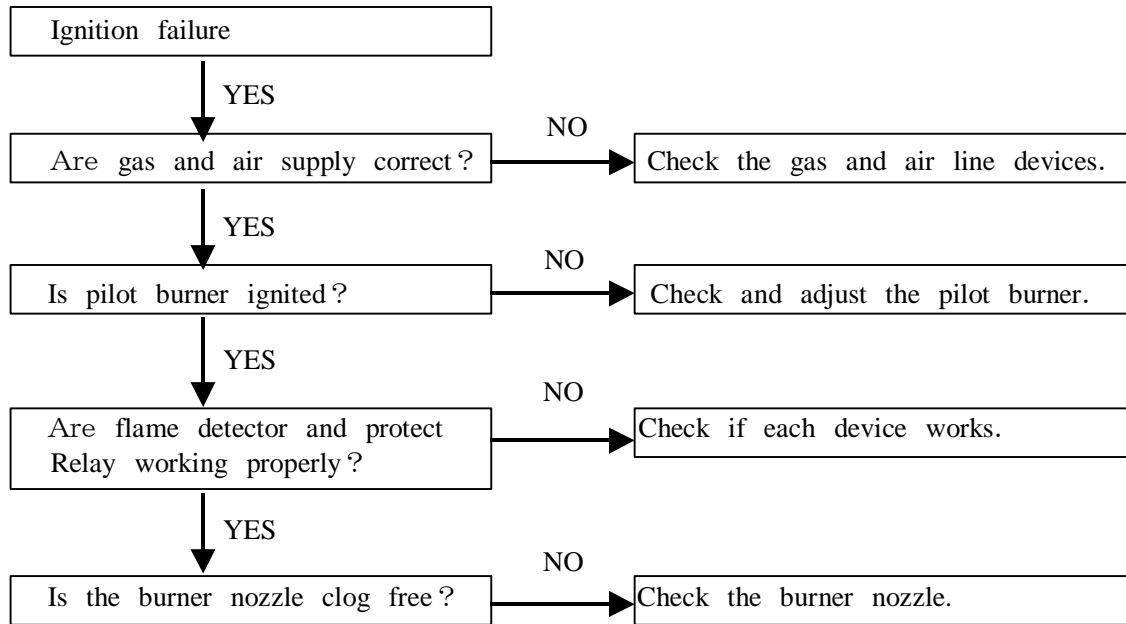 Ignition failure
YES
NO
Are gas and air supply correct？
Check the gas and air line devices.
YES
NO
Is pilot burner ignited？
Check and adjust the pilot burner.
YES
NO
Are flame detector and protect
Relay working properly？
Check if each device works.
YES
NO
Is the burner nozzle clog free？
Check the burner nozzle.